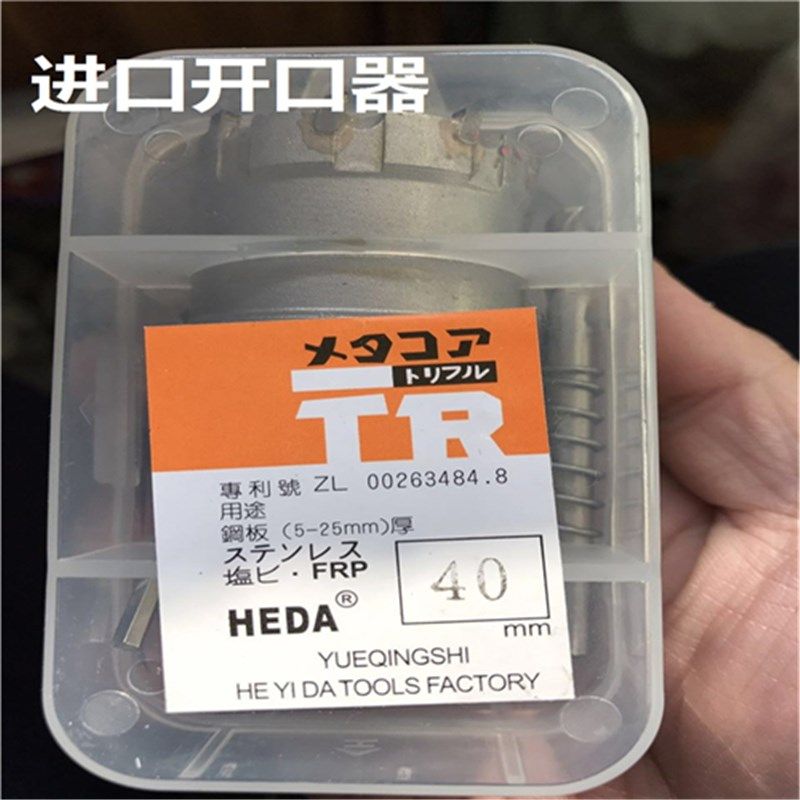 进口开口器
メタコア
トリフル
TR
專利號 ZL 00263484.8
用途
鋼板 (5-25mm)厚
ステンレス
塩ビ・FRP
40
mm
HEDA®
YUEQINGSHI
HE YI DA TOOLS FACTORY